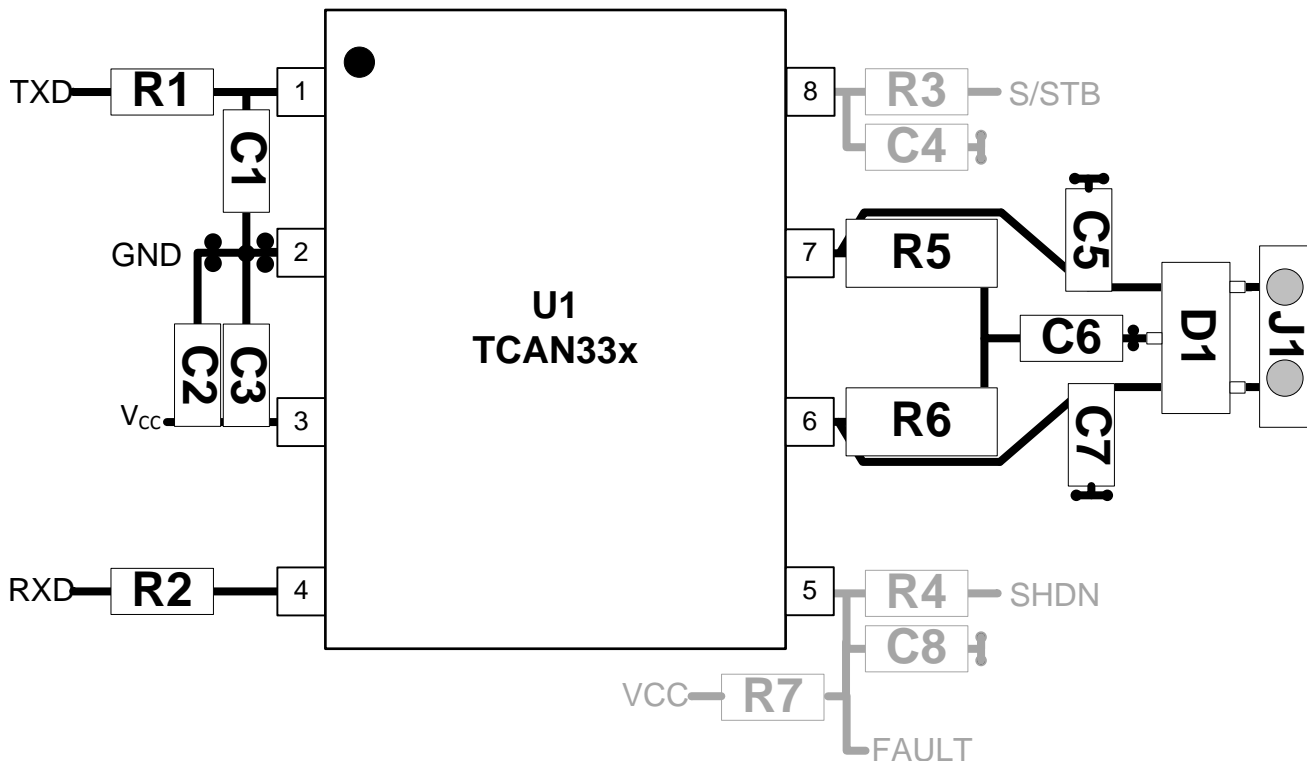 TXD
R1
1
8
R3
S/STB
C1
C4
GND
2
7
R5
C5
U1
TCAN33x
C6
D1
J1
C2
C3
VCC
3
6
R6
C7
RXD
R2
4
5
R4
SHDN
C8
VCC
R7
FAULT